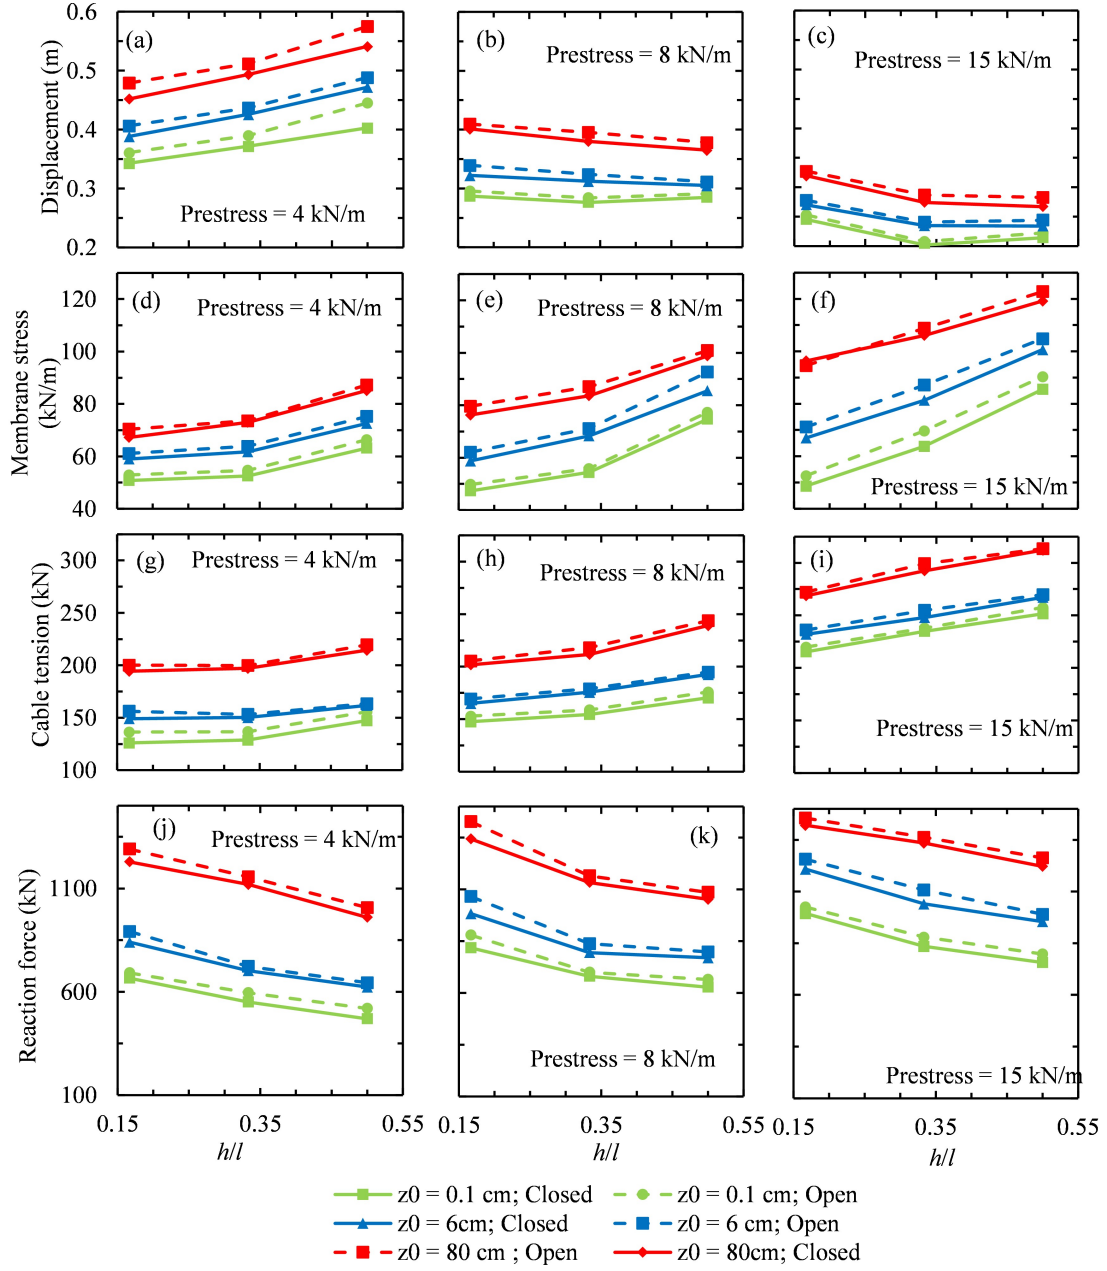 0.6
0.5
0.4
0.3
0.2
Displacement (m)
(a)
Prestress = 4 kN/m
(b)
Prestress = 8 kN/m
(c)
Prestress = 15 kN/m
120
100
80
60
40
Membrane stress
(kN/m)
(d)
Prestress = 4 kN/m
(e)
Prestress = 8 kN/m
(f)
Prestress = 15 kN/m
300
250
200
150
100
Cable tension (kN)
(g)
Prestress = 4 kN/m
(h)
Prestress = 8 kN/m
(i)
Prestress = 15 kN/m
1100
600
100
Reaction force (kN)
(j)
Prestress = 4 kN/m
(k)
Prestress = 8 kN/m
Prestress = 15 kN/m
0.15
0.35
0.55
h/l
0.15
0.35
0.55
h/l
0.15
0.35
0.55
h/l
z0 = 0.1 cm; Closed
z0 = 0.1 cm; Open
z0 = 6cm; Closed
z0 = 6 cm; Open
z0 = 80 cm ; Open
z0 = 80cm; Closed